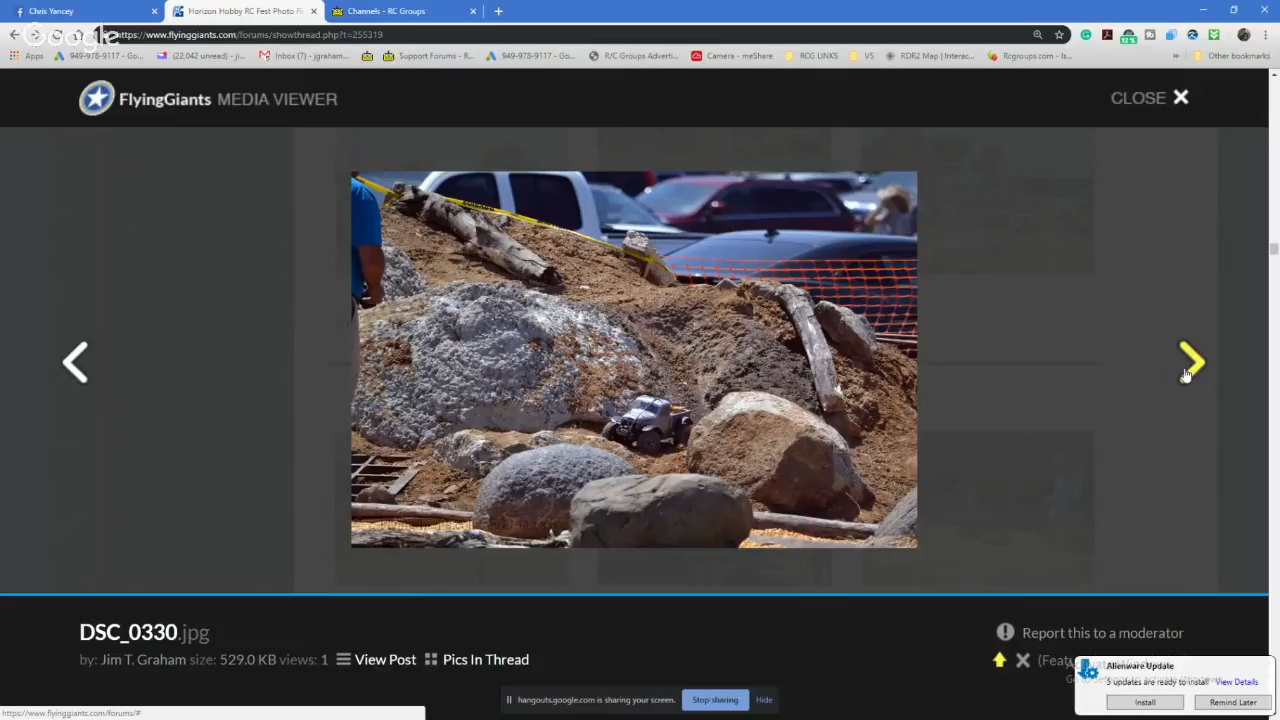 Chris Yancey
Horizon Hobby RC Fest Photo Fi
Channels - RC Groups
Google
https://www.flyinggiants.com/forums/showthread.php?t=255319
Apps
949-978-9117 - Go...
(22,042 unread) - ji...
Inbox (7) - jgraham...
Support Forums - R...
949-978-9117 - Go...
R/C Groups Adverti...
Camera - meShare
RCG LINKS
VS
RDR2 Map | Interac...
Rcgroups.com - Is...
»
Other bookmarks
FlyingGiants MEDIA VIEWER
CLOSE
DSC_0330.jpg
Report this to a moderator
by: Jim T. Graham size: 529.0 KB views: 1
View Post
Pics In Thread
Alienware Update
5 updates are ready to install
View Details
Install
Remind Later
hangouts.google.com is sharing your screen.
Stop sharing
Hide
https://www.flyinggiants.com/forums/#